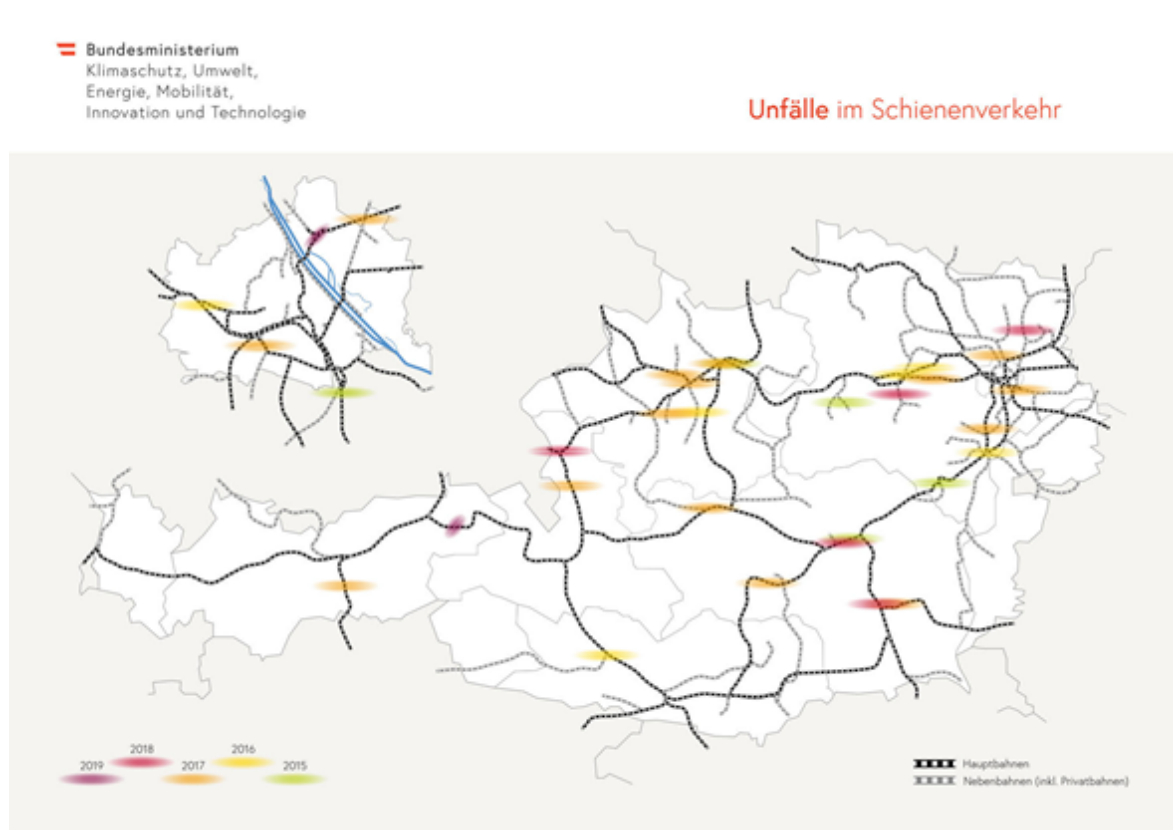 Bundesministerium
Klimaschutz, Umwelt,
Energie, Mobilität,
Innovation und Technologie
Unfälle im Schienenverkehr
2019
2018
2017
2016
2015
Hauptbahnen
Nebenbahnen (inkl. Privatbahnen)